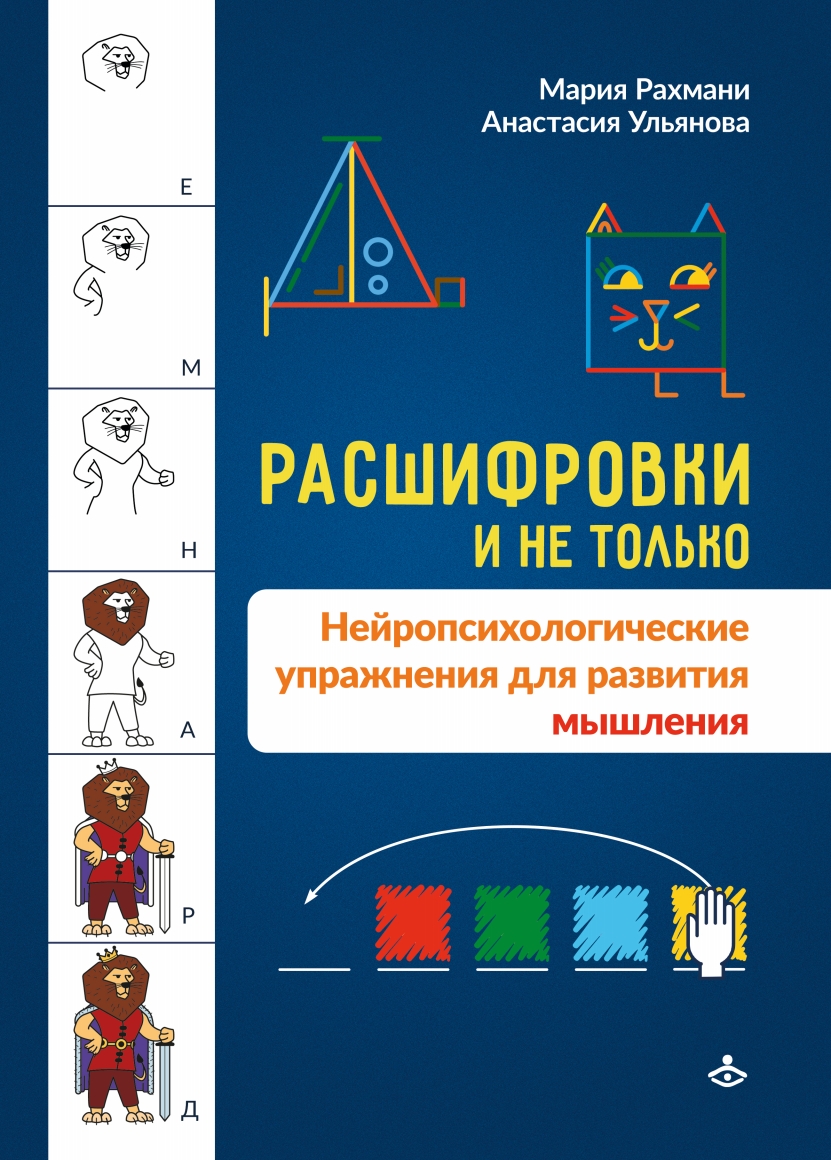 Мария Рахмани
Анастасия Ульянова
Е
М
Н
А
Р
Д
РАСШИФРОВКИ
И НЕ ТОЛЬКО
Нейропсихологические
упражнения для развития
мышления